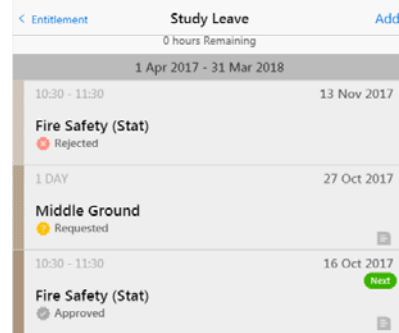 Entitlement Study Leave Add
0 hours Remaining
1 Apr 2017 - 31 Mar 2018
10:30 - 11:30 13 Nov 2017
Fire Safety (Stat)
Rejected
1 DAY 27 Oct 2017
Middle Ground
? Requested
10:30 - 11:30 16 Oct 2017
Next
Fire Safety (Stat)
Approved